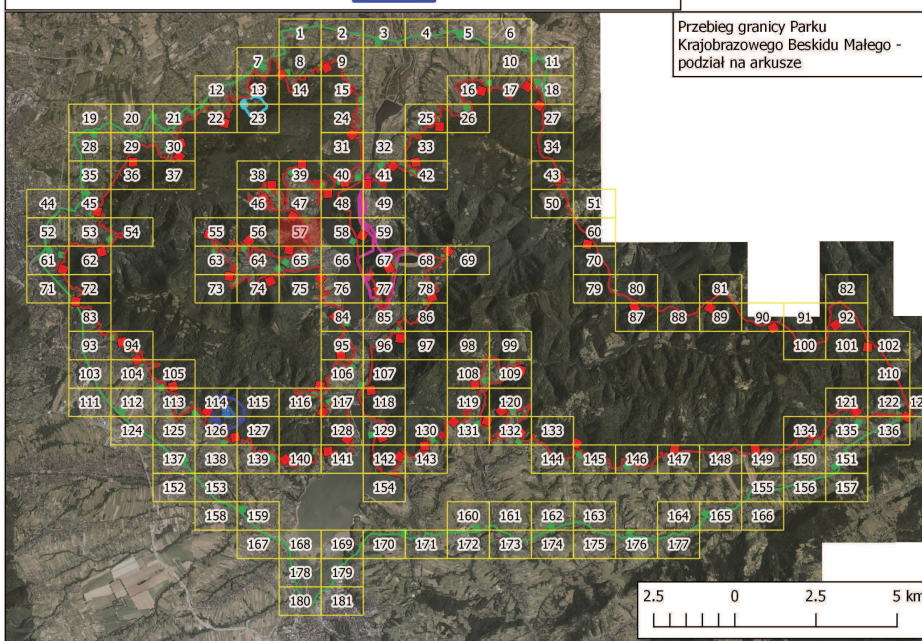 Przebieg granicy Parku
Krajobrazowego Beskidu Małego -
podział na arkusze
1 2 3 4 5 6
7 8 9 10 11
12 13 14 15 16 17 18
19 20 21 22 23 24 25 26 27
28 29 30 31 32 33 34
35 36 37 38 39 40 41 42 43
44 45 46 47 48 49 50 51
52 53 54 55 56 57 58 59 60
61 62 63 64 65 66 67 68 69 70
71 72 73 74 75 76 77 78 79 80 81 82
83 84 85 86 87 88 89 90 91 92
93 94 95 96 97 98 99 100 101 102
103 104 105 106 107 108 109 110
111 112 113 114 115 116 117 118 119 120 121 122
124 125 126 127 128 129 130 131 132 133 134 135 136
137 138 139 140 141 142 143 144 145 146 147 148 149 150 151
152 153 154 155 156 157
158 159 160 161 162 163 164 165 166
167 168 169 170 171 172 173 174 175 176 177
178 179
180 181
2.5 0 2.5 5 km